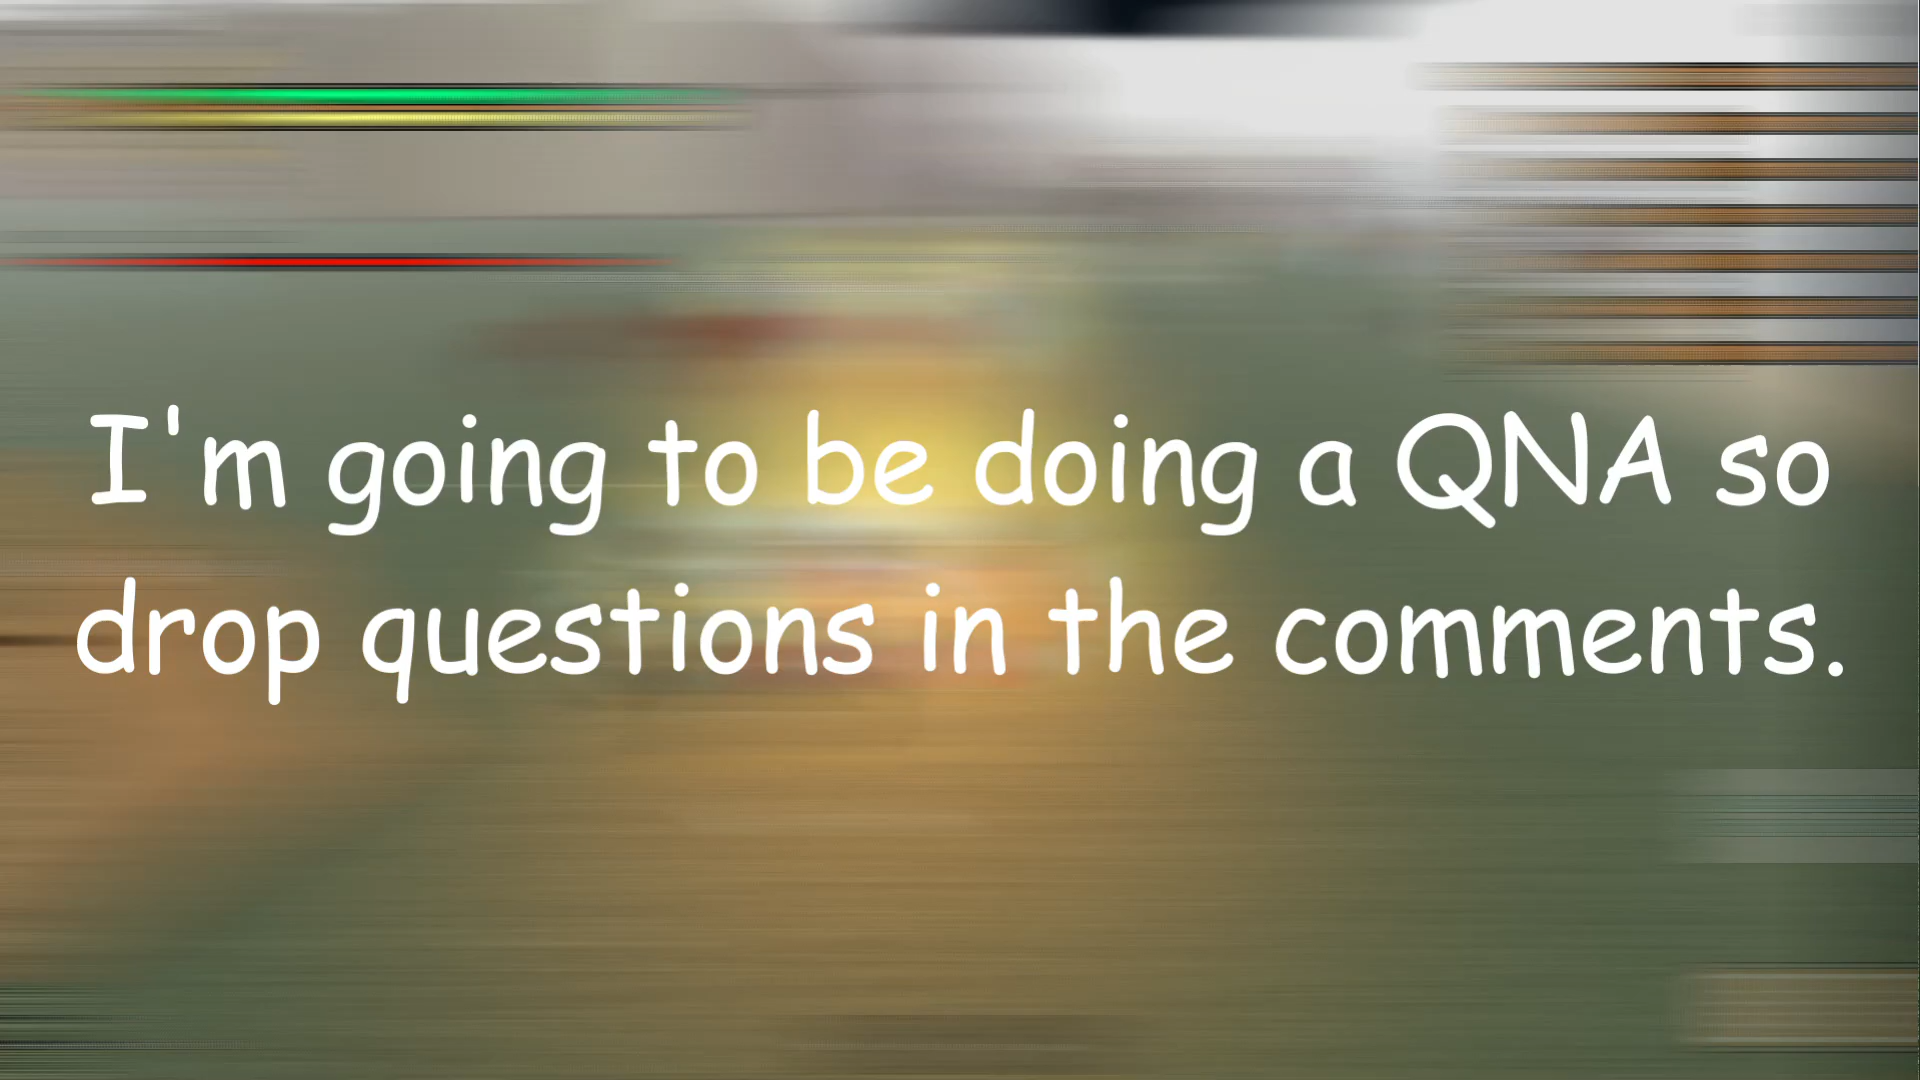 I'm going to be doing a QNA so
drop questions in the comments.